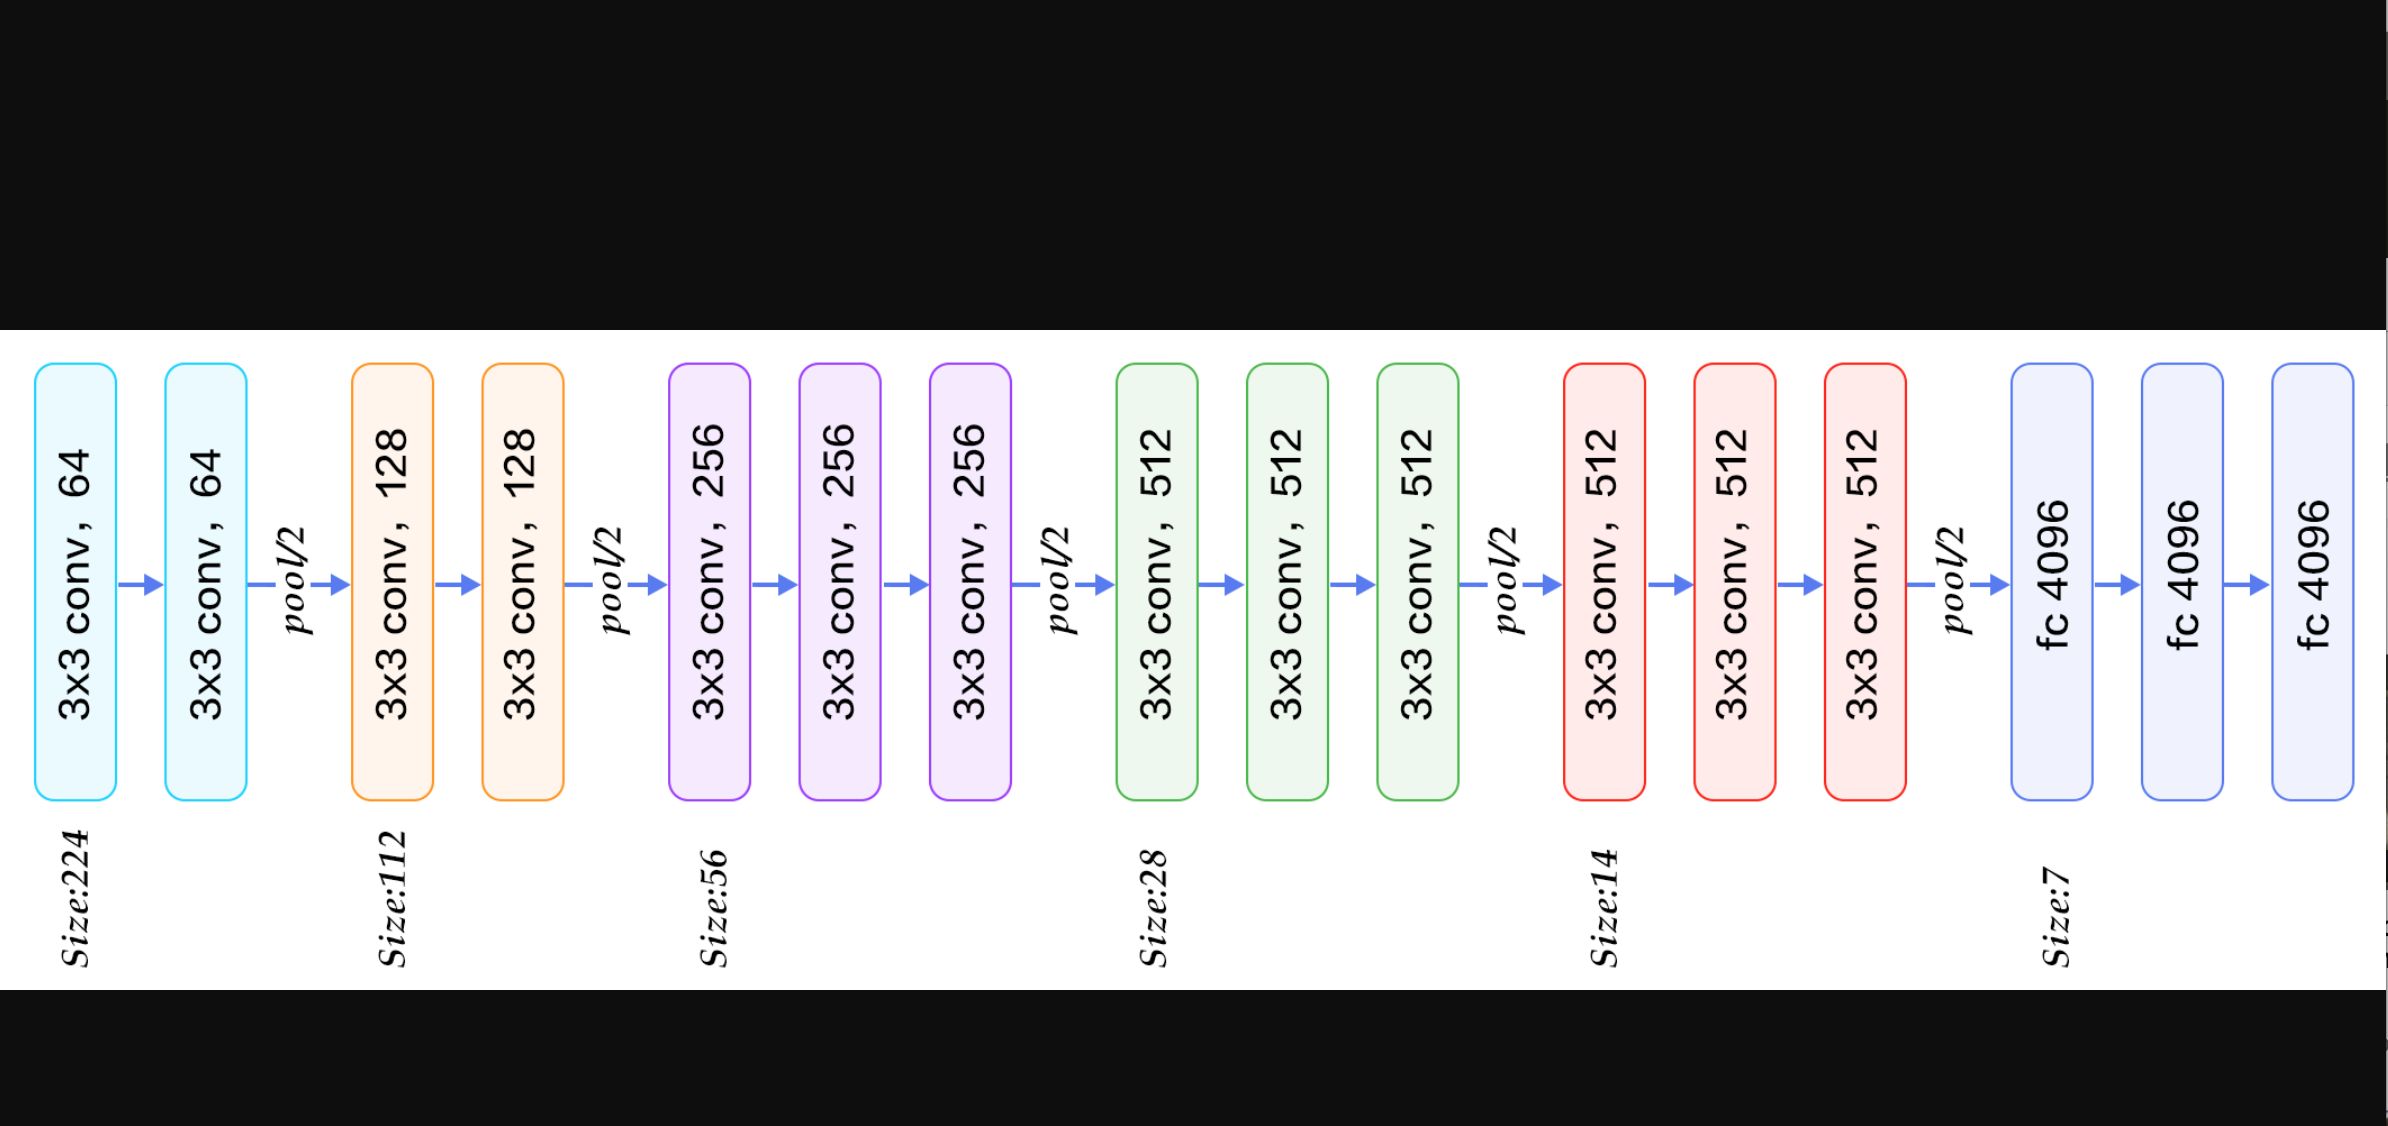 3x3 conv, 64
3x3 conv, 64
pool/2
3x3 conv, 128
3x3 conv, 128
pool/2
3x3 conv, 256
3x3 conv, 256
3x3 conv, 256
pool/2
3x3 conv, 512
3x3 conv, 512
3x3 conv, 512
pool/2
3x3 conv, 512
3x3 conv, 512
3x3 conv, 512
pool/2
fc 4096
fc 4096
fc 4096
Size:224
Size:112
Size:56
Size:28
Size:14
Size:7